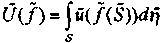 Ũ(f̃) = ∫_S ũ(f̃(S̃))dη̃